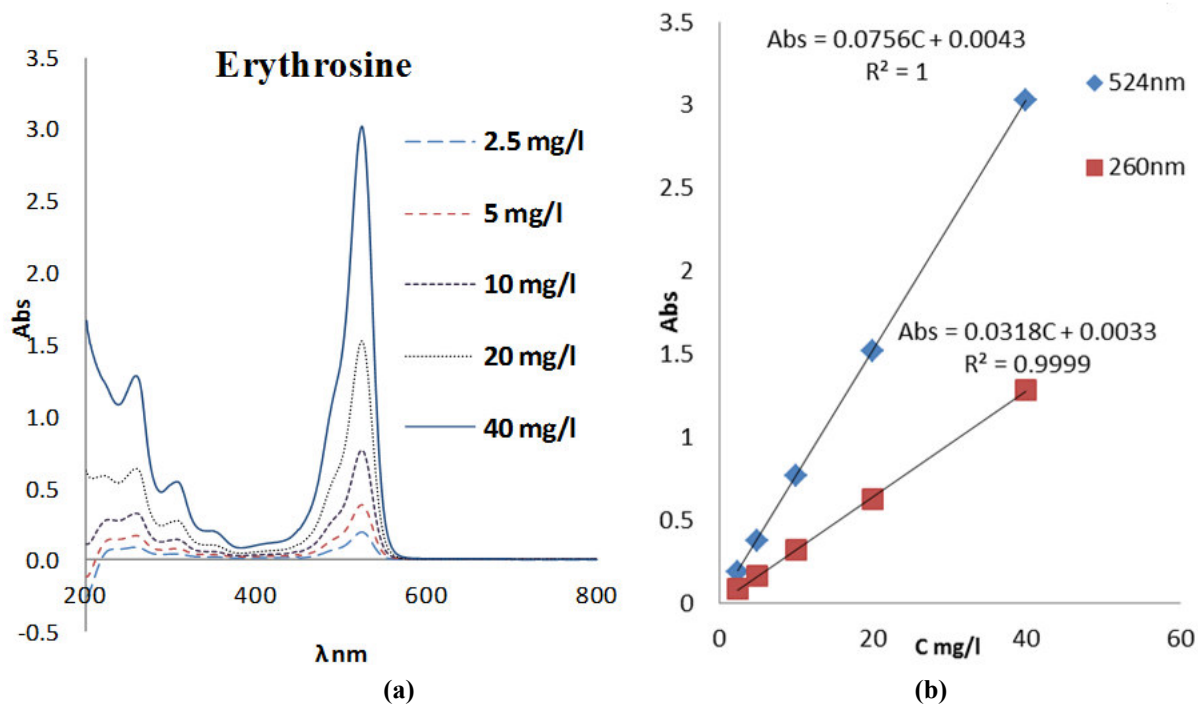 Erythrosine
3.5
3.0
2.5
2.0
1.5
1.0
0.5
0.0
-0.5
Abs
200
400
600
800
λnm
2.5 mg/l
5 mg/l
10 mg/l
20 mg/l
40 mg/l
(a)
3.5
3
2.5
2
1.5
1
0.5
0
Abs
Abs = 0.0756C + 0.0043
R² = 1
524nm
260nm
Abs = 0.0318C + 0.0033
R² = 0.9999
0
20
40
60
C mg/l
(b)